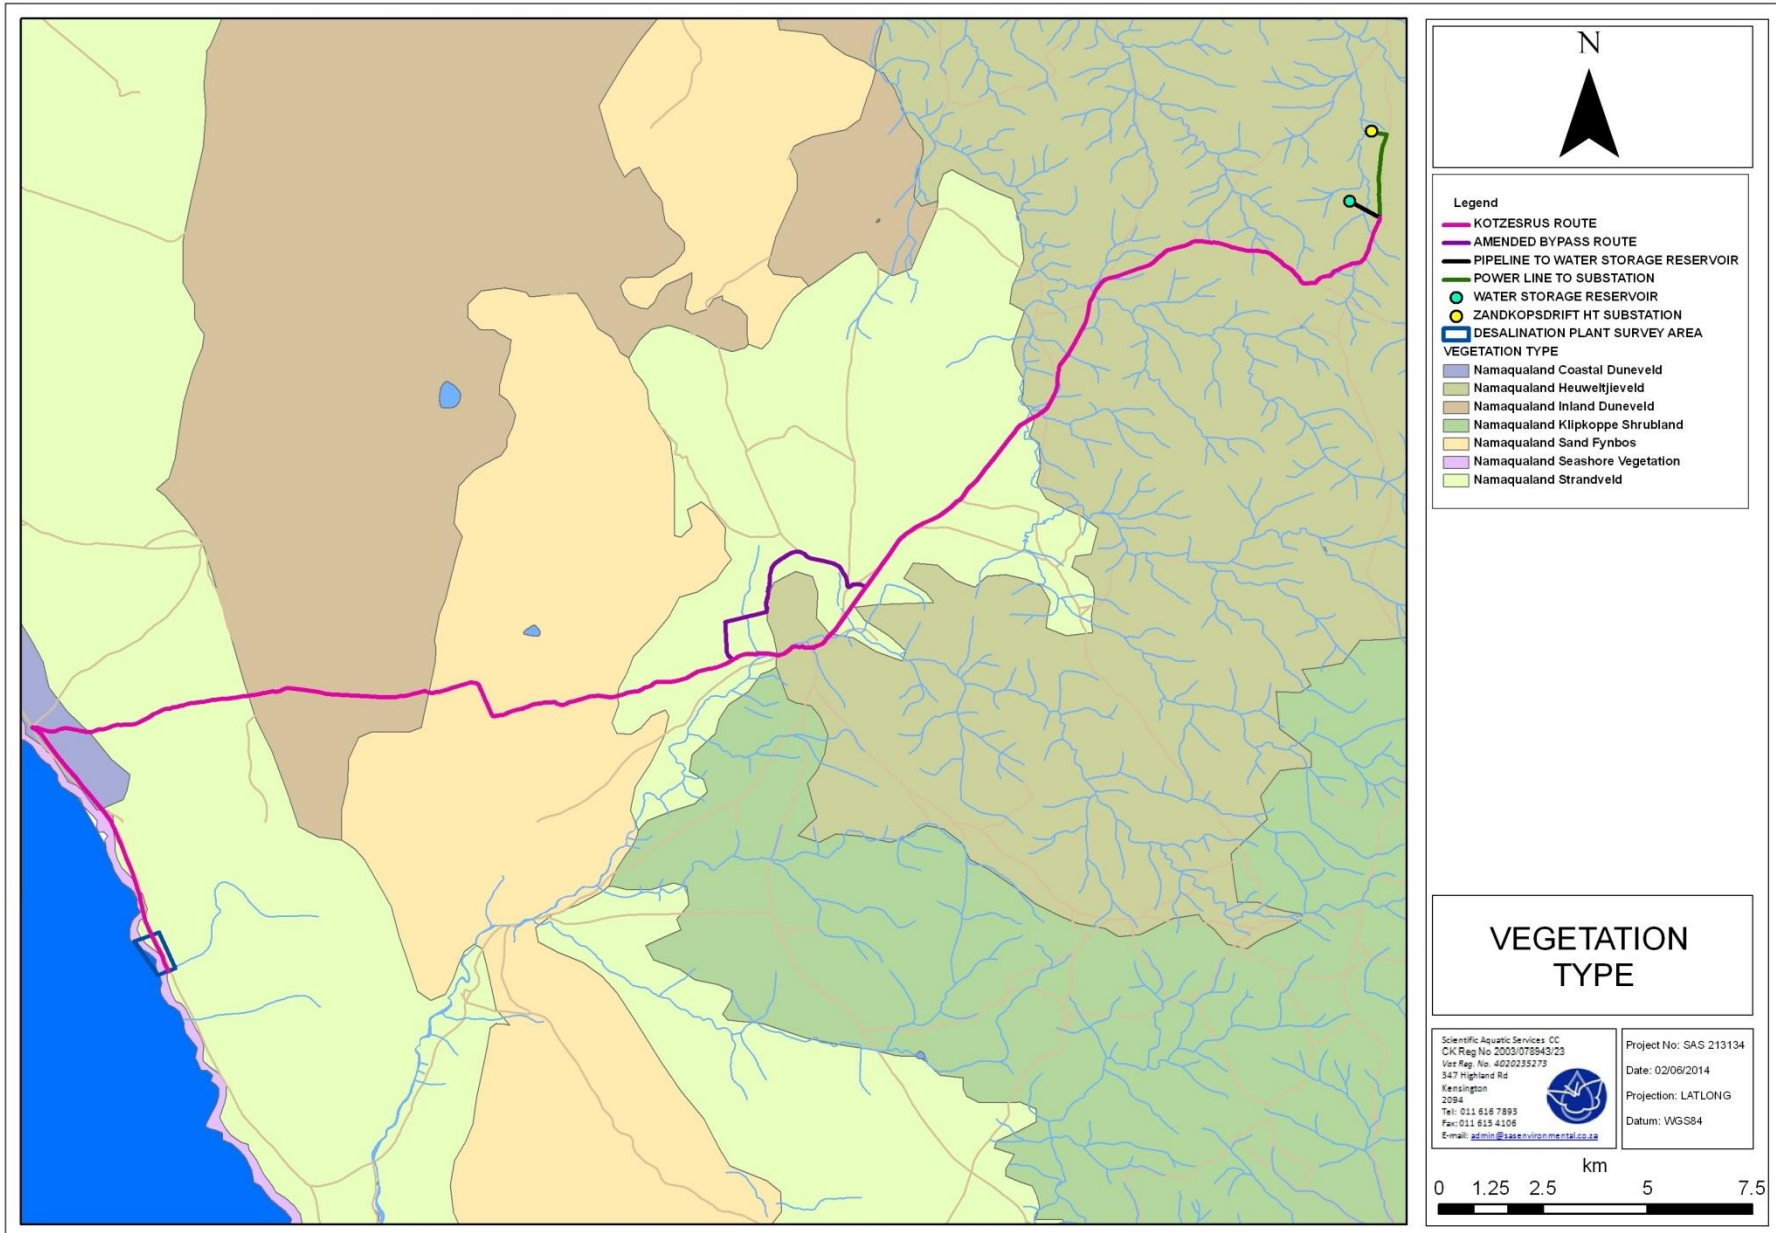 N
Legend
KOTZESRUS ROUTE
AMENDED BYPASS ROUTE
PIPELINE TO WATER STORAGE RESERVOIR
POWER LINE TO SUBSTATION
WATER STORAGE RESERVOIR
ZANDKOPSDRIFT HT SUBSTATION
DESALINATION PLANT SURVEY AREA
VEGETATION TYPE
Namaqualand Coastal Duneveld
Namaqualand Heuweltjieveld
Namaqualand Inland Duneveld
Namaqualand Klipkoppe Shrubland
Namaqualand Sand Fynbos
Namaqualand Seashore Vegetation
Namaqualand Strandveld
VEGETATION
TYPE
Scientific Aquatic Services CC
CK Reg No 2003/078943/23
Vat Reg. No. 4020235273
347 Highland Rd
Kensington
2094
Tel: 011 616 7893
Fax: 011 615 4106
E-mail: admin@sasenvironmental.co.za
Project No: SAS 213134
Date: 02/06/2014
Projection: LATLONG
Datum: WGS84
km
0 1.25 2.5 5 7.5